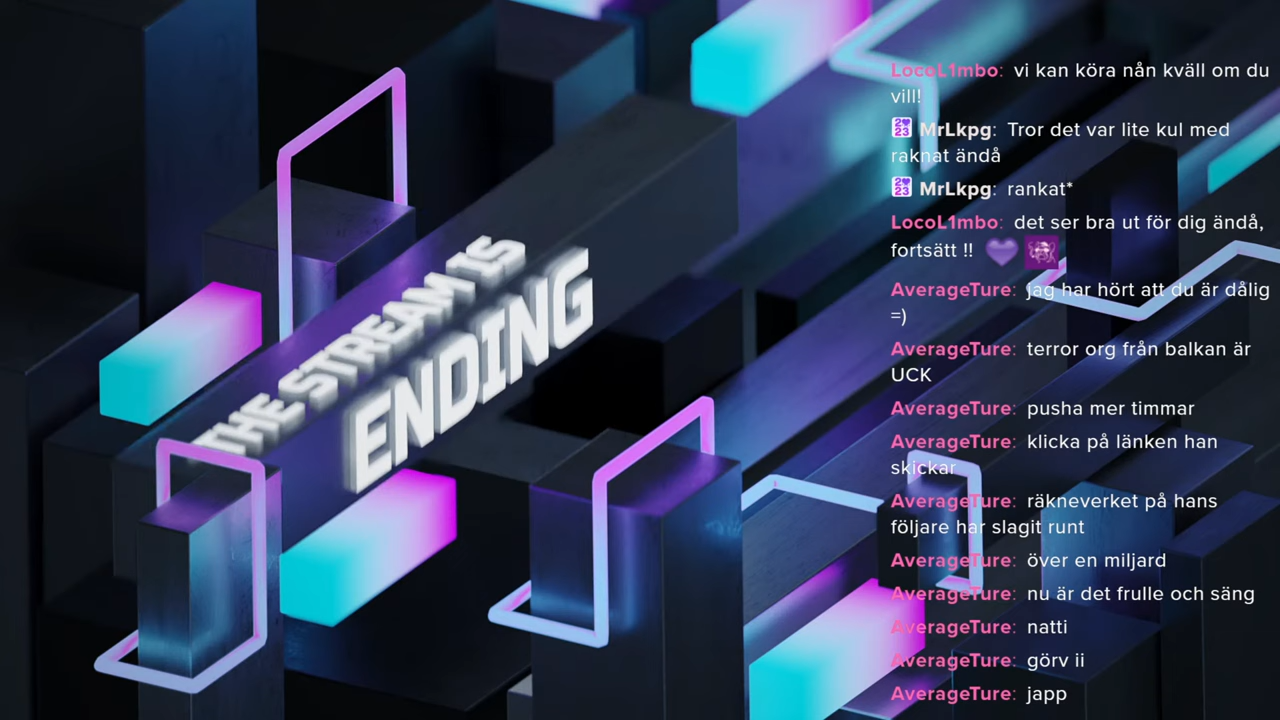 THE STREAM IS
ENDING
LocoL1mbo: vi kan köra nån kväll om du
vill!
2 23 MrLkpg: Tror det var lite kul med
raknat ändå
2 23 MrLkpg: rankat*
LocoL1mbo: det ser bra ut för dig ändå,
fortsätt !!
AverageTure: jag har hört att du är dålig
=)
AverageTure: terror org från balkan är
UCK
AverageTure: pusha mer timmar
AverageTure: klicka på länken han
skickar
AverageTure: räkneverket på hans
följare har slagit runt
AverageTure: över en miljard
AverageTure: nu är det frulle och säng
AverageTure: natti
AverageTure: görv ii
AverageTure: japp